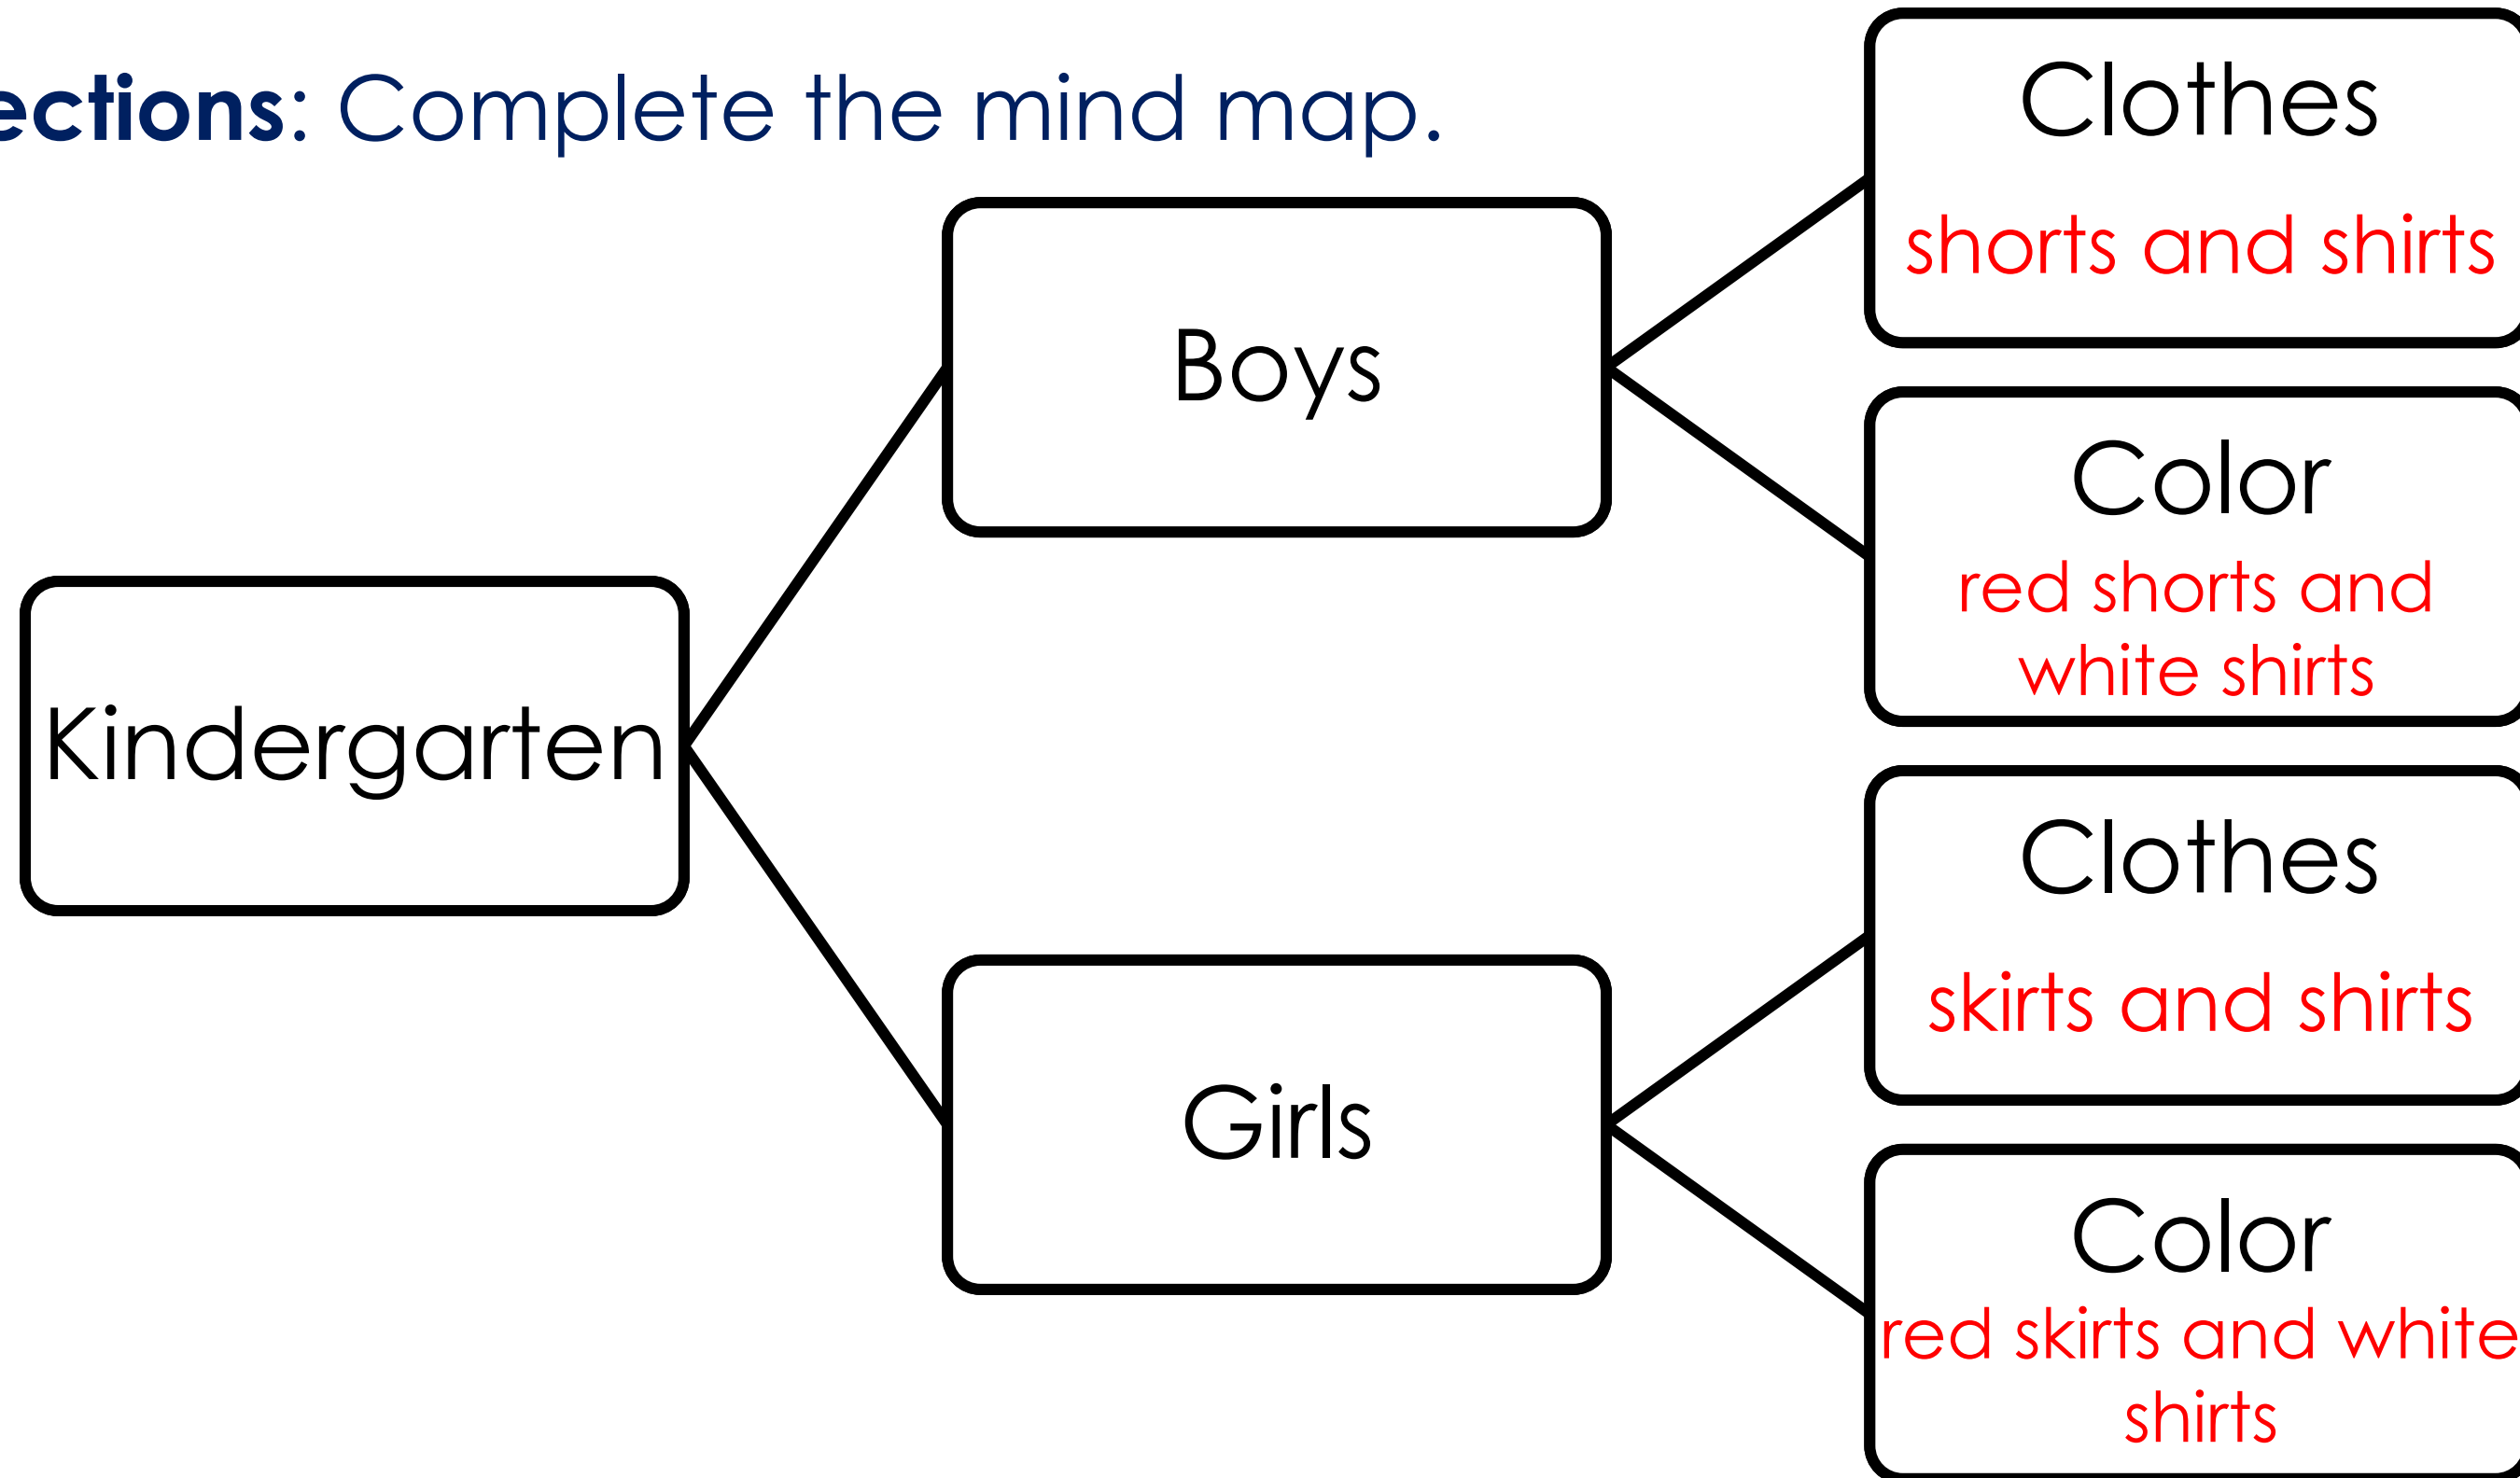 ections: Complete the mind map.
Clothes
shorts and shirts
Boys
Color
red shorts and
white shirts
Kindergarten
Clothes
skirts and shirts
Girls
Color
red skirts and white
shirts